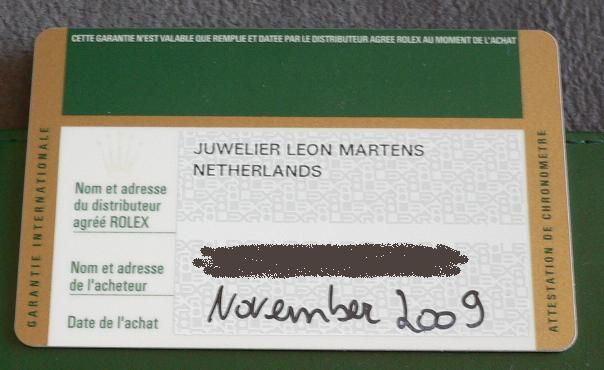 CETTE GARANTIE N'EST VALABLE QUE REMPLIE ET DATEE PAR LE DISTRIBUTEUR AGREE ROLEX AU MOMENT DE L'ACHAT
GARANTIE INTERNATIONALE
Nom et adresse
du distributeur
agréé ROLEX
JUWELIER LEON MARTENS
NETHERLANDS
Nom et adresse
de l'acheteur
Date de l'achat
November 2009
ATTESTATION DE CHRONOMETRE